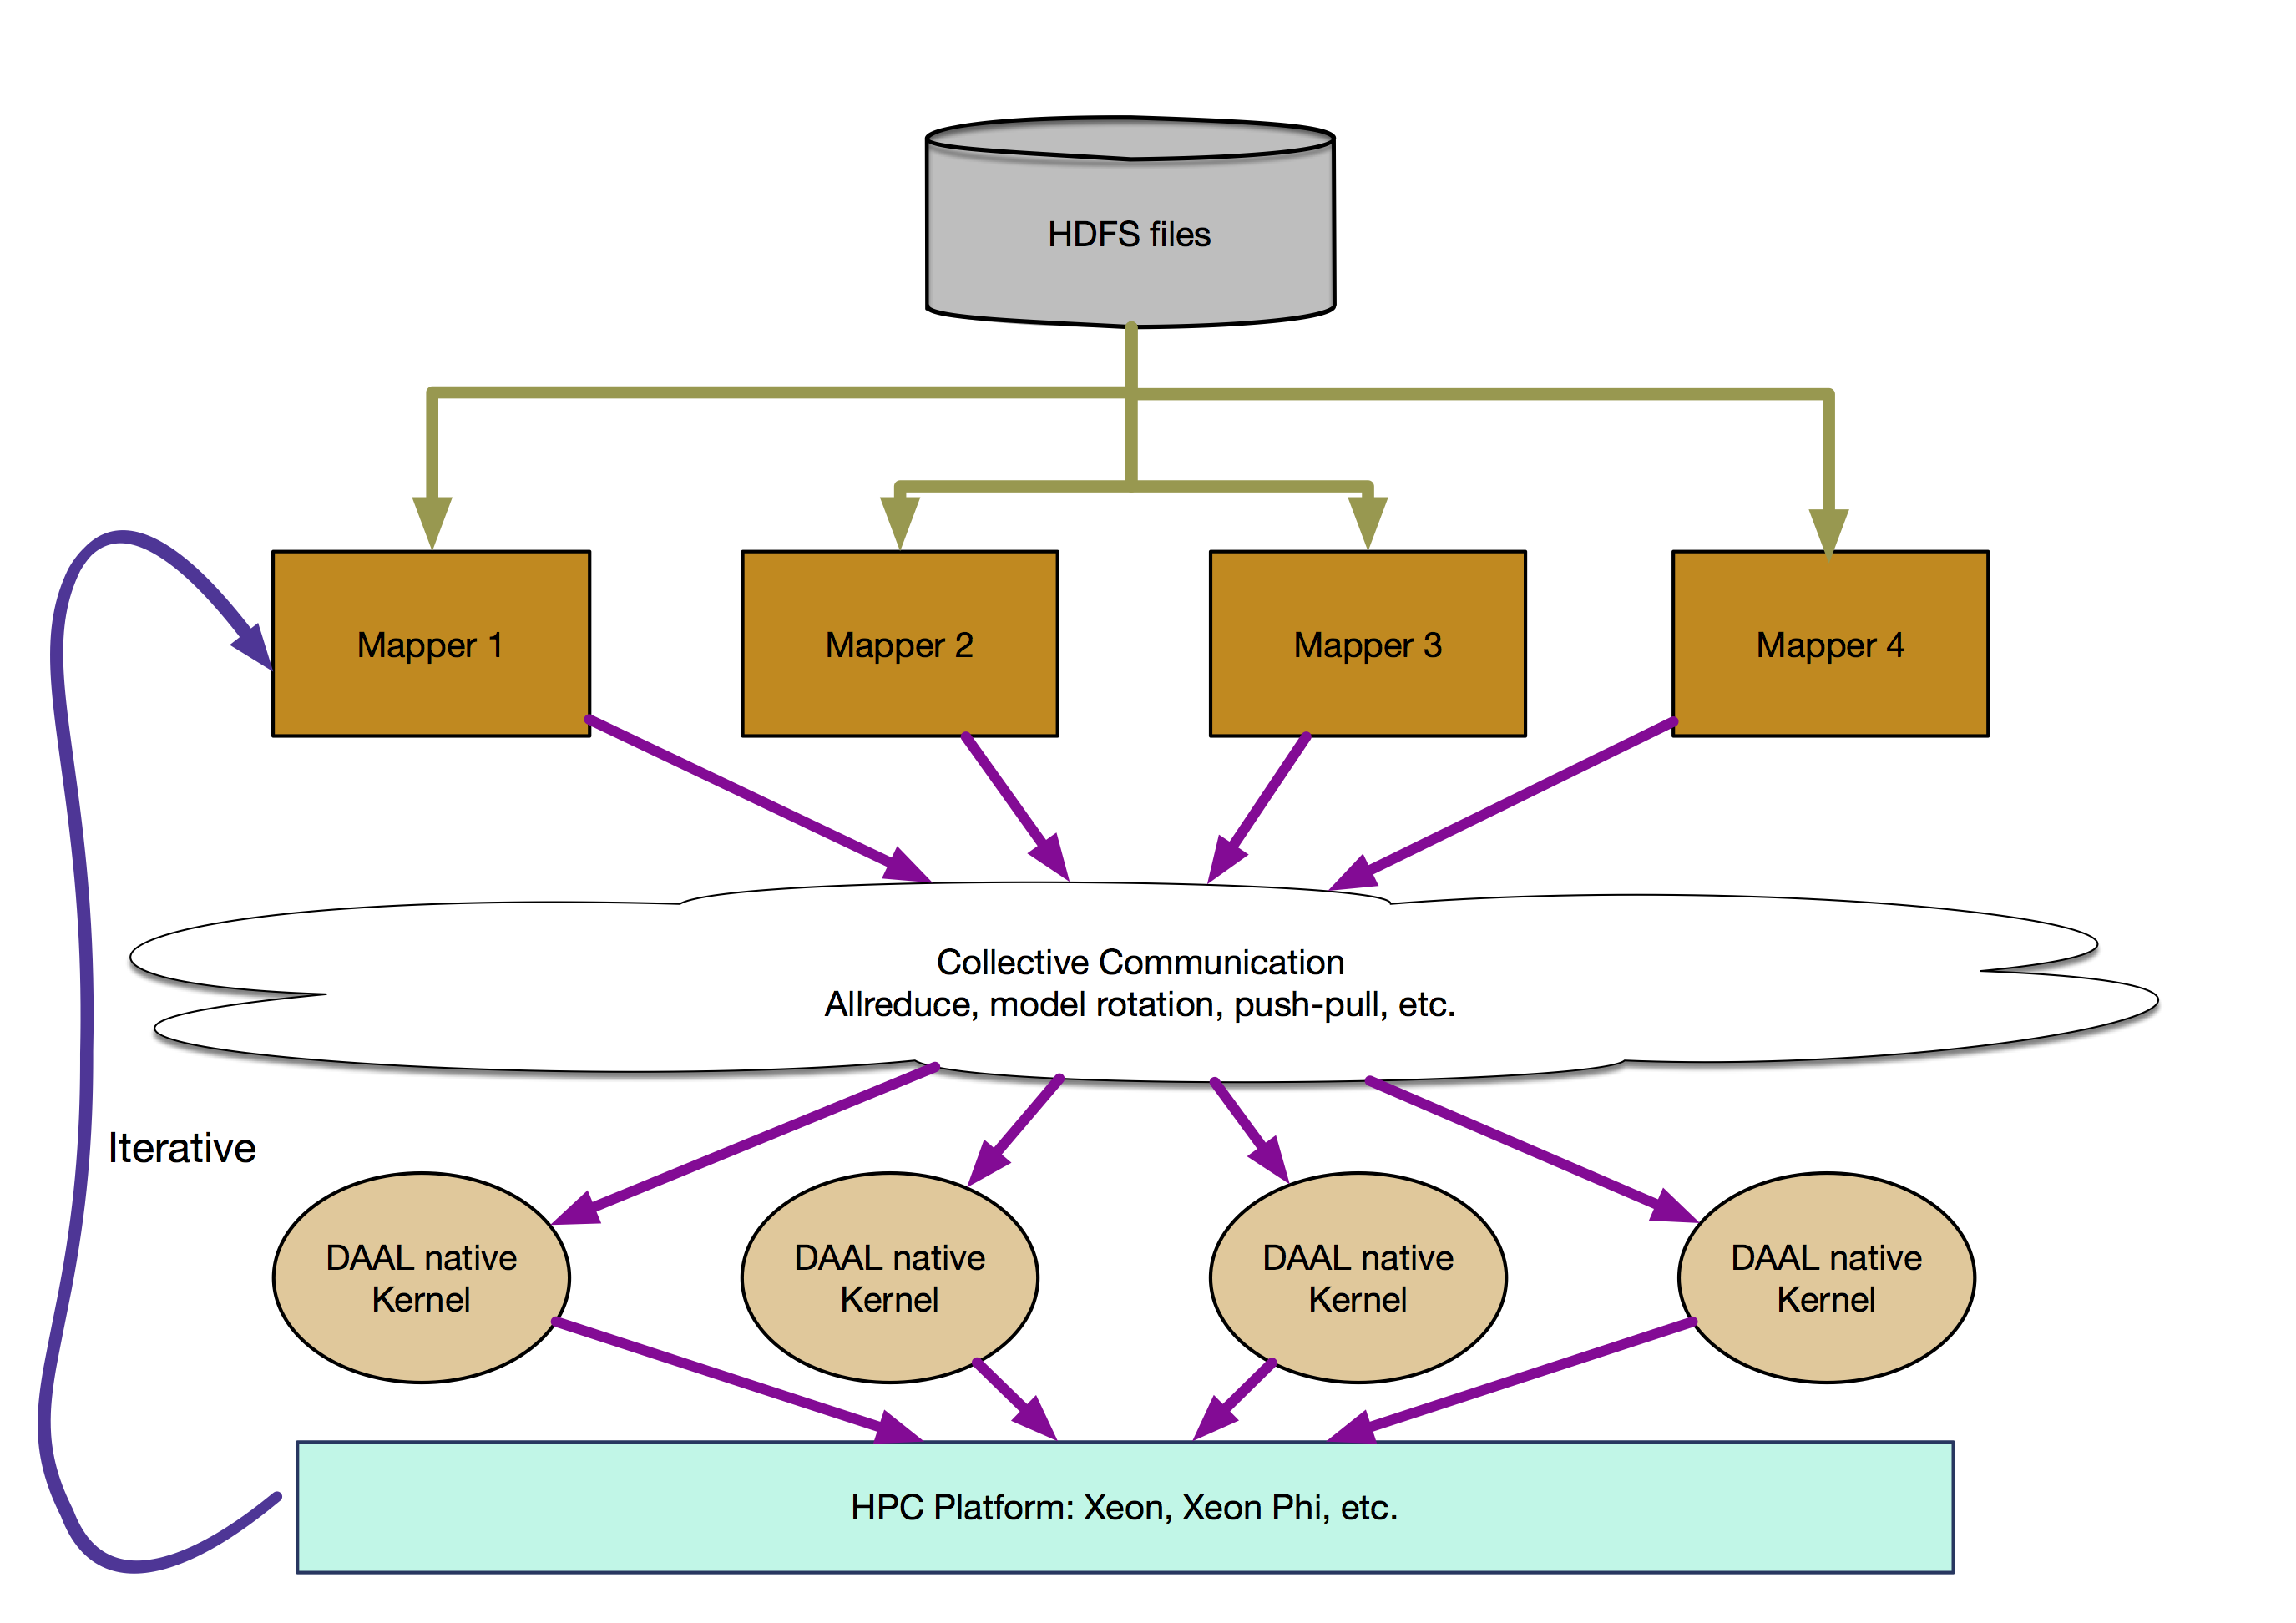 HDFS files
Mapper 1
Mapper 2
Mapper 3
Mapper 4
Collective Communication
Allreduce, model rotation, push-pull, etc.
Iterative
DAAL native
Kernel
DAAL native
Kernel
DAAL native
Kernel
DAAL native
Kernel
HPC Platform: Xeon, Xeon Phi, etc.